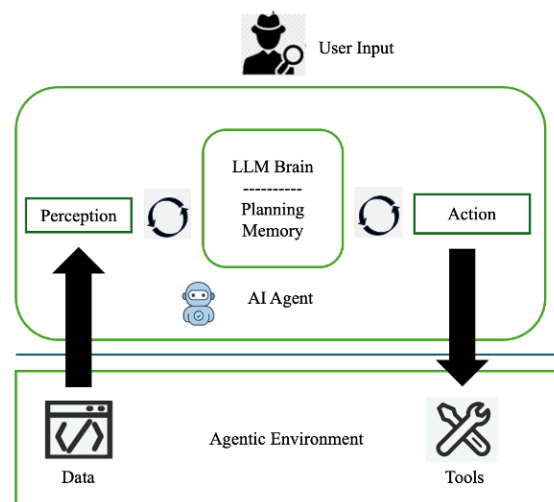 User Input
LLM Brain
----------
Planning
Memory
Perception
Action
AI Agent
Agentic Environment
Data
Tools